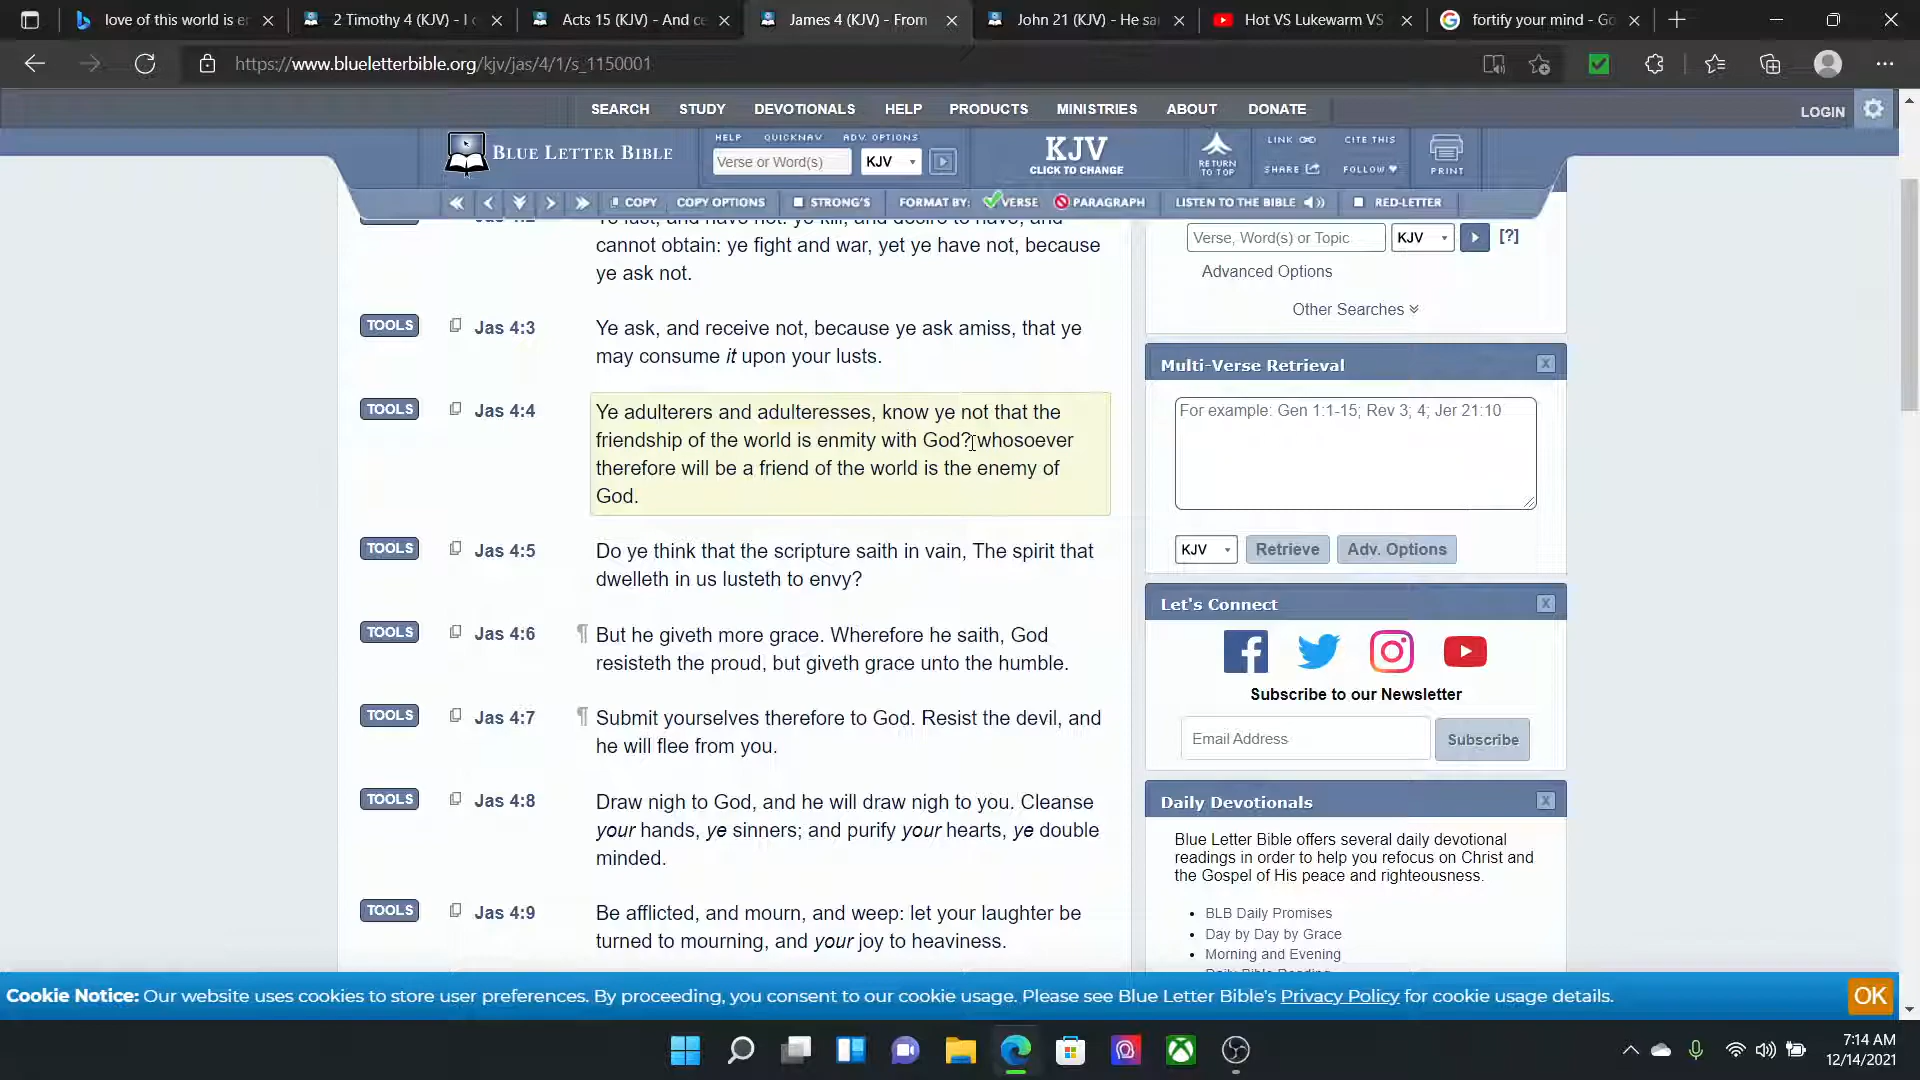 love of this world is er
2 Timothy 4 (KJV) - I c
Acts 15 (KJV) - And ce
James 4 (KJV) - From
John 21 (KJV) - He sa
Hot VS Lukewarm VS
fortify your mind - Go
https://www.blueletterbible.org/kjv/jas/4/1/s_1150001
SEARCH STUDY DEVOTIONALS HELP PRODUCTS MINISTRIES ABOUT DONATE
LOGIN
BLUE LETTER BIBLE
HELP QUICKNAV ADV. OPTIONS
Verse or Word(s) KJV
KJV
CLICK TO CHANGE
RETURN
TO TOP
LINK CITE THIS
SHARE FOLLOW
PRINT
COPY COPY OPTIONS STRONG'S FORMAT BY: VERSE PARAGRAPH LISTEN TO THE BIBLE RED-LETTER
cannot obtain: ye fight and war, yet ye have not, because
ye ask not.
TOOLS Jas 4:3 Ye ask, and receive not, because ye ask amiss, that ye
may consume it upon your lusts.
TOOLS Jas 4:4 Ye adulterers and adulteresses, know ye not that the
friendship of the world is enmity with God? whosoever
therefore will be a friend of the world is the enemy of
God.
TOOLS Jas 4:5 Do ye think that the scripture saith in vain, The spirit that
dwelleth in us lusteth to envy?
TOOLS Jas 4:6 ¶ But he giveth more grace. Wherefore he saith, God
resisteth the proud, but giveth grace unto the humble.
TOOLS Jas 4:7 ¶ Submit yourselves therefore to God. Resist the devil, and
he will flee from you.
TOOLS Jas 4:8 Draw nigh to God, and he will draw nigh to you. Cleanse
your hands, ye sinners; and purify your hearts, ye double
minded.
TOOLS Jas 4:9 Be afflicted, and mourn, and weep: let your laughter be
turned to mourning, and your joy to heaviness.
Verse, Word(s) or Topic KJV [?]
Advanced Options
Other Searches
Multi-Verse Retrieval X
For example: Gen 1:1-15; Rev 3; 4; Jer 21:10
KJV Retrieve Adv. Options
Let's Connect X
Subscribe to our Newsletter
Email Address Subscribe
Daily Devotionals X
Blue Letter Bible offers several daily devotional
readings in order to help you refocus on Christ and
the Gospel of His peace and righteousness.
BLB Daily Promises
Day by Day by Grace
Morning and Evening
Cookie Notice: Our website uses cookies to store user preferences. By proceeding, you consent to our cookie usage. Please see Blue Letter Bible's Privacy Policy for cookie usage details. OK
7:14 AM
12/14/2021